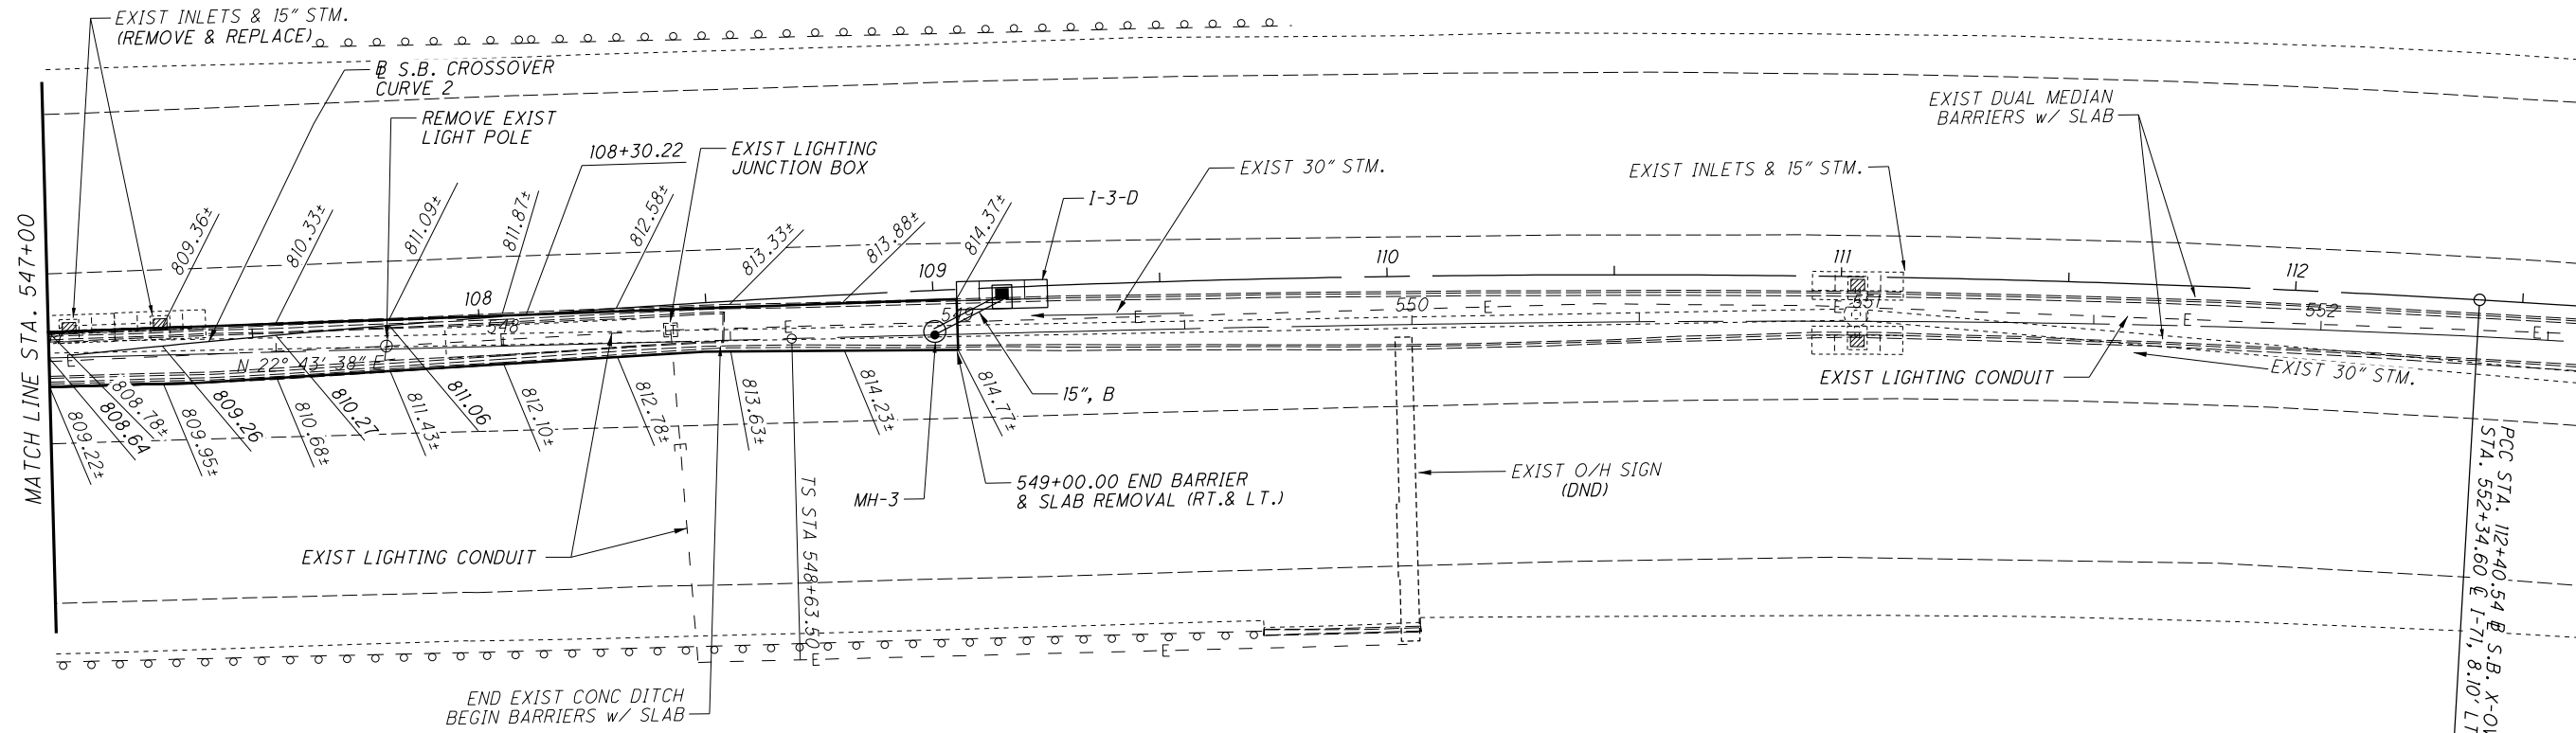 EXIST INLETS & 15" STM.
(REMOVE & REPLACE)
℄ S.B. CROSSOVER
CURVE 2
REMOVE EXIST
LIGHT POLE
108+30.22
EXIST LIGHTING
JUNCTION BOX
EXIST 30" STM.
I-3-D
EXIST INLETS & 15" STM.
EXIST DUAL MEDIAN
BARRIERS w/ SLAB
MATCH LINE STA. 547+00
809.36±
810.33±
811.09±
811.87±
812.58±
813.33±
813.88±
814.37±
108
109
110
111
112
548
549
550
551
552
N 22° 43' 38" E
E
E
E
E
E
E
E
E
E
E
E
809.22±
808.64
808.78±
809.95±
809.26
810.68±
810.27
811.43±
811.06
812.10±
812.78±
813.63±
814.23±
814.77±
15", B
EXIST LIGHTING CONDUIT
EXIST 30" STM.
MH-3
549+00.00 END BARRIER
& SLAB REMOVAL (RT.& LT.)
EXIST O/H SIGN
(DND)
TS STA 548+63.50
EXIST LIGHTING CONDUIT
END EXIST CONC DITCH
BEGIN BARRIERS w/ SLAB
PCC STA. 112+40.54 S.B. X-OV
STA. 552+34.60 ℄ I-71, 8.10' LT